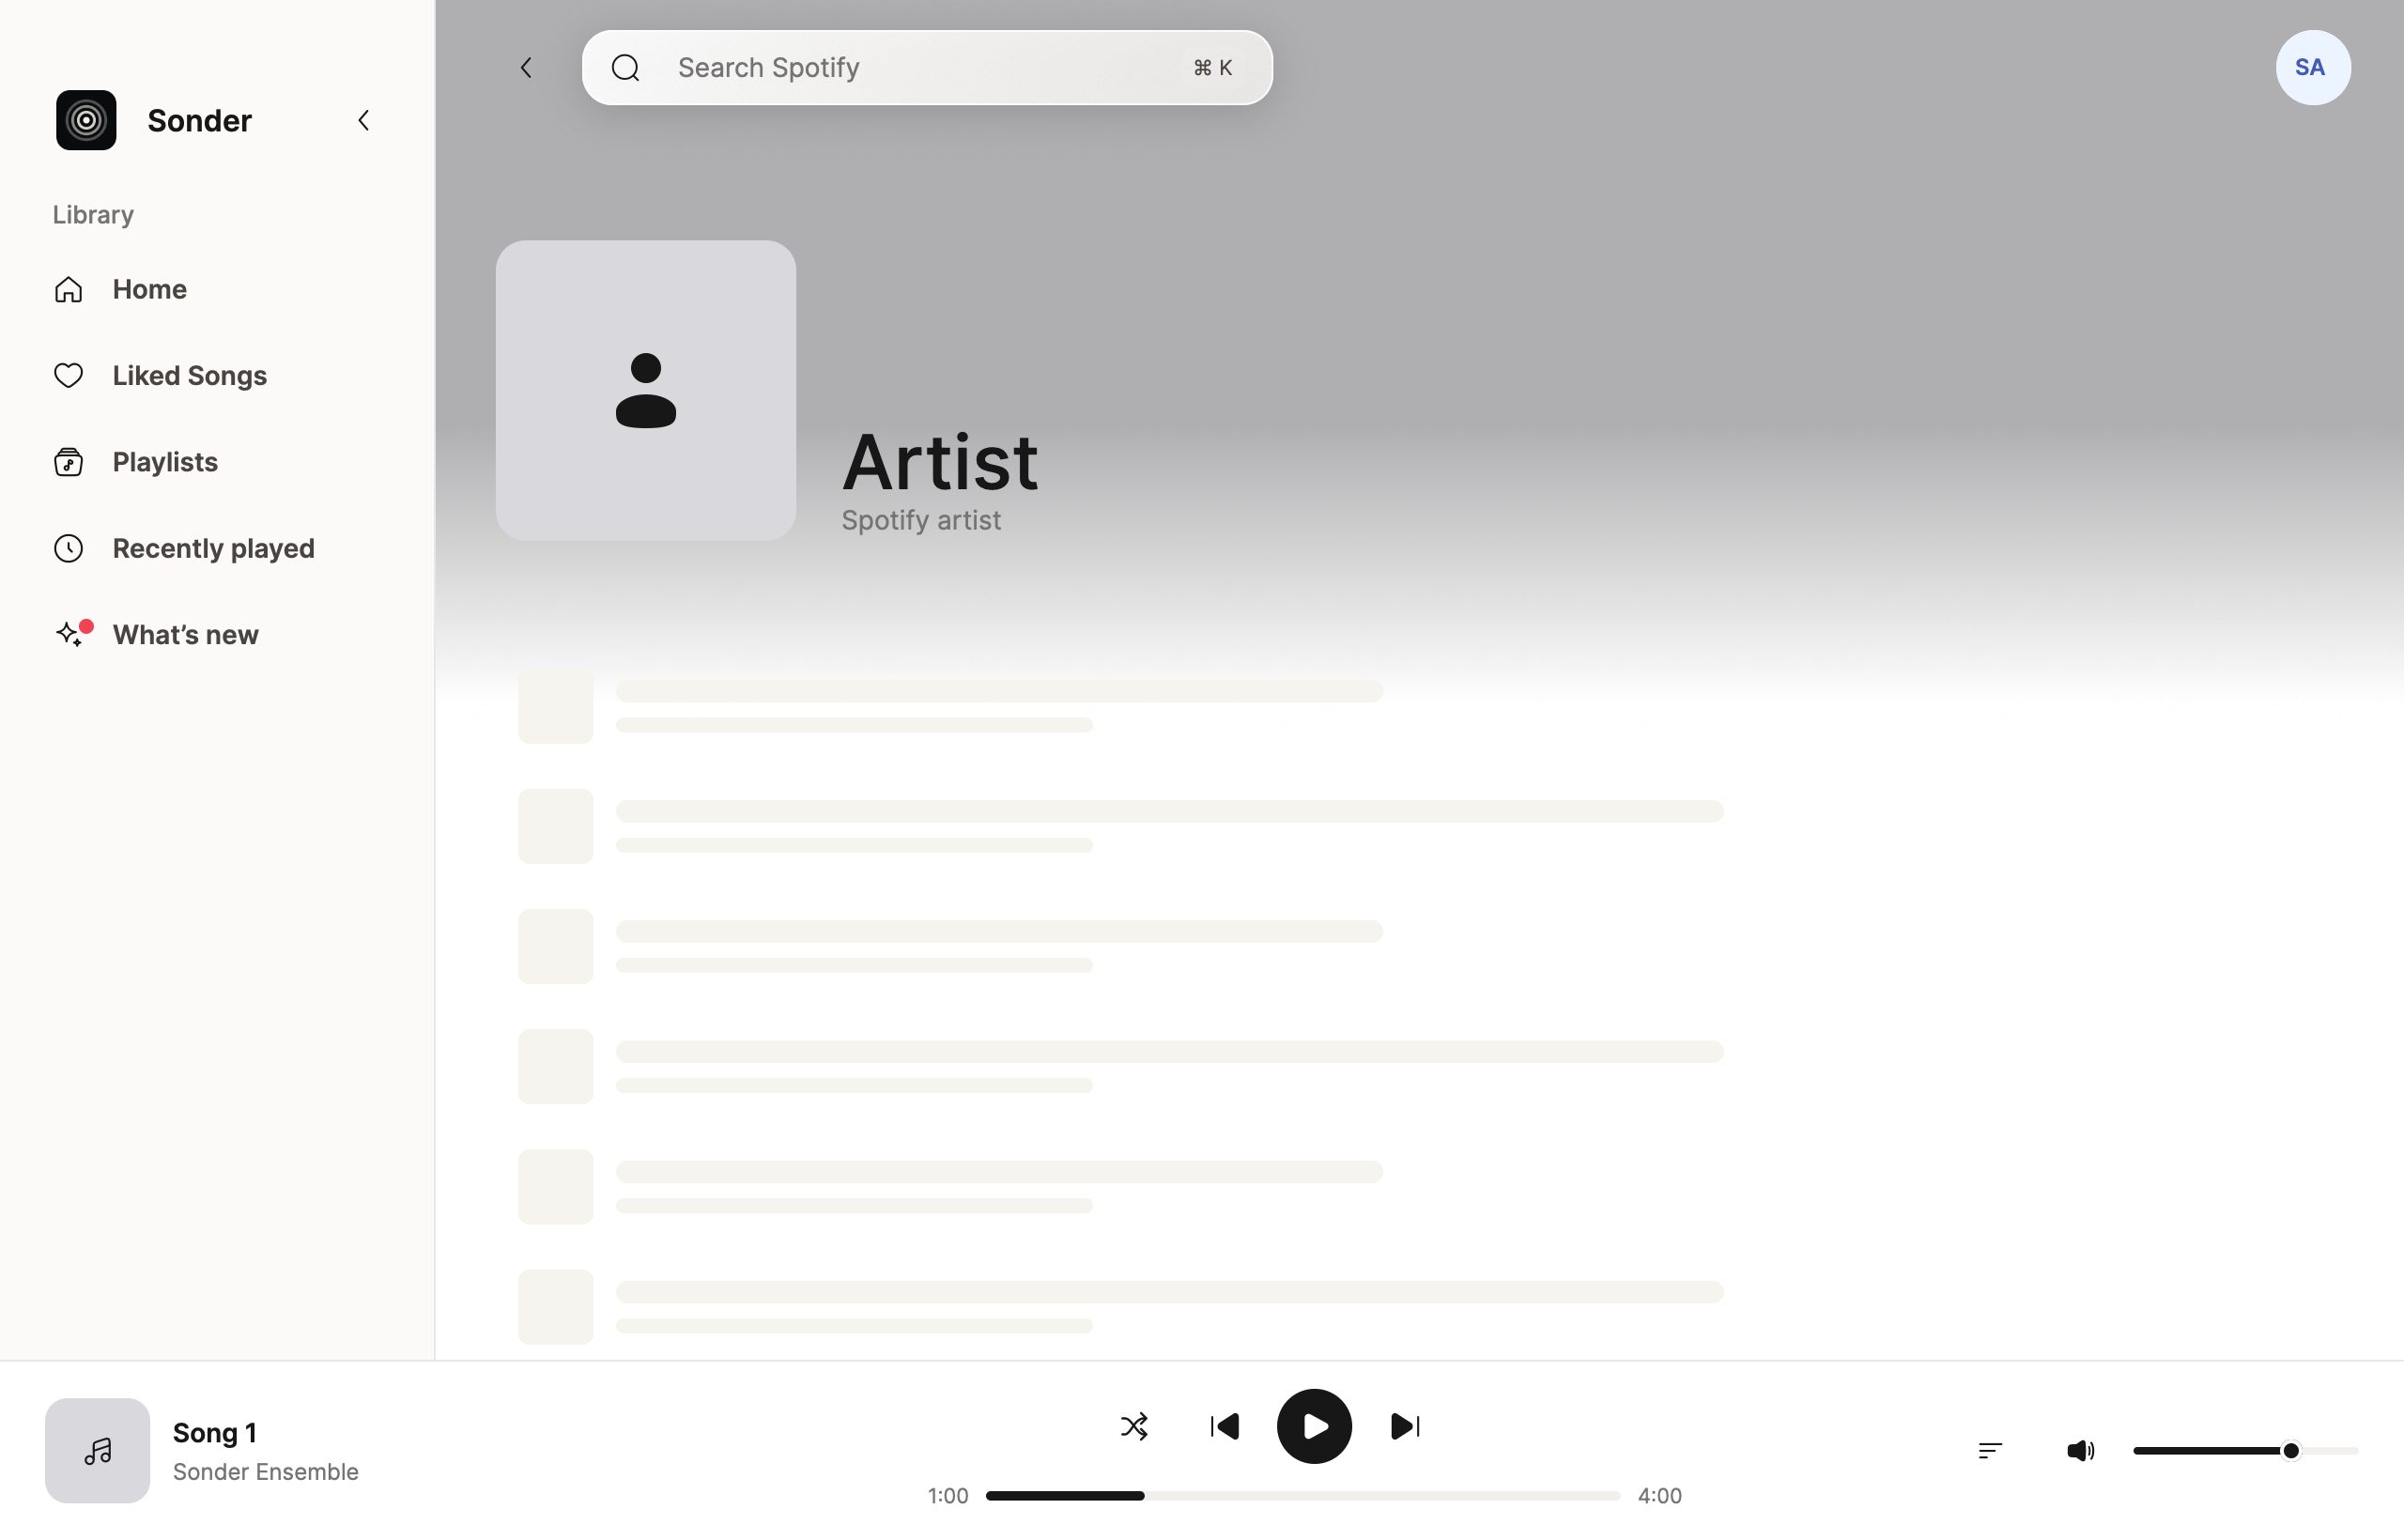 Sonder
Library
Home
Liked Songs
Playlists
Recently played
What’s new
Search Spotify
⌘ K
SA
Artist
Spotify artist
Song 1
Sonder Ensemble
1:00
4:00